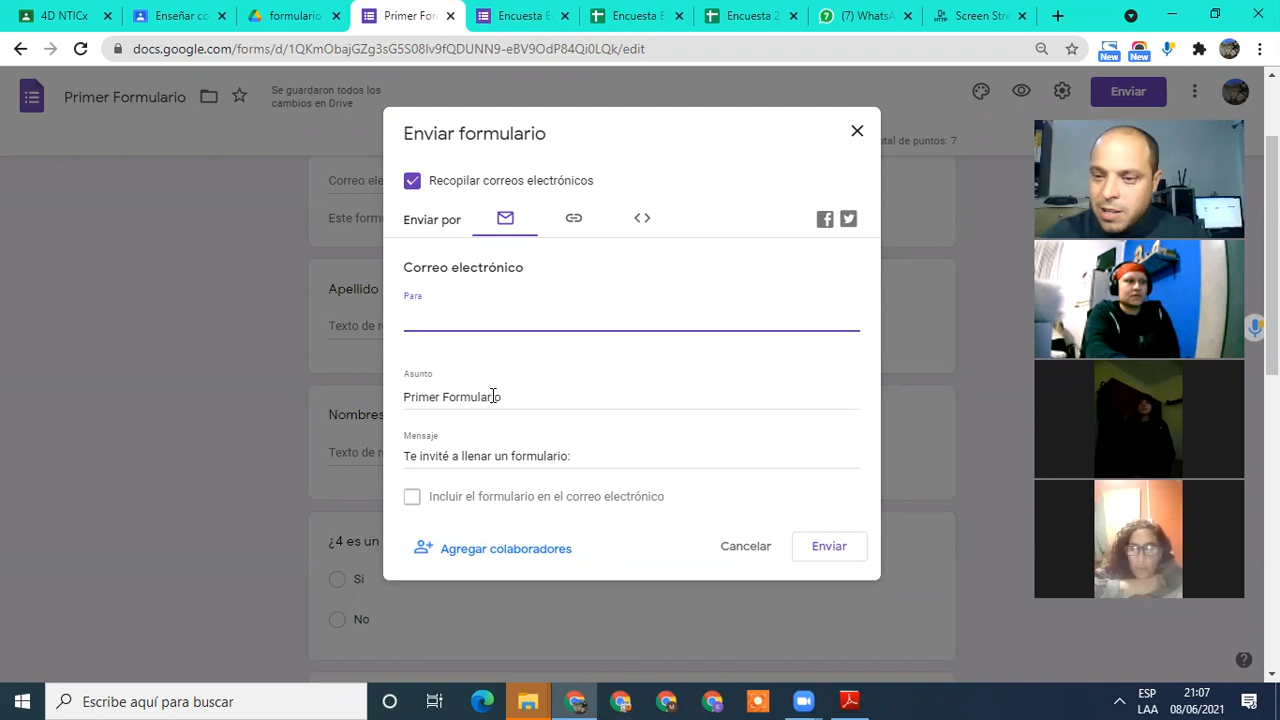 4D NTICx
Enseñar co
formulario
Primer For
Encuesta E
Encuesta E
Encuesta 2
(7) WhatsA
Screen Stre
docs.google.com/forms/d/1QKmObajGZg3sG5S08lv9fQDUNN9-eBV9OdP84Qi0LQk/edit
New
New
Primer Formulario
Se guardaron todos los
cambios en Drive
Enviar
Enviar formulario
tal de puntos: 7
Correo ele
Recopilar correos electrónicos
Este form
Enviar por
Correo electrónico
Apellido
Para
Texto de r
Asunto
Primer Formulario
Nombres
Mensaje
Texto de r
Te invité a llenar un formulario:
Incluir el formulario en el correo electrónico
¿4 es un
Agregar colaboradores
Cancelar
Enviar
Si
No
Escribe aquí para buscar
ESP
LAA
21:07
08/06/2021